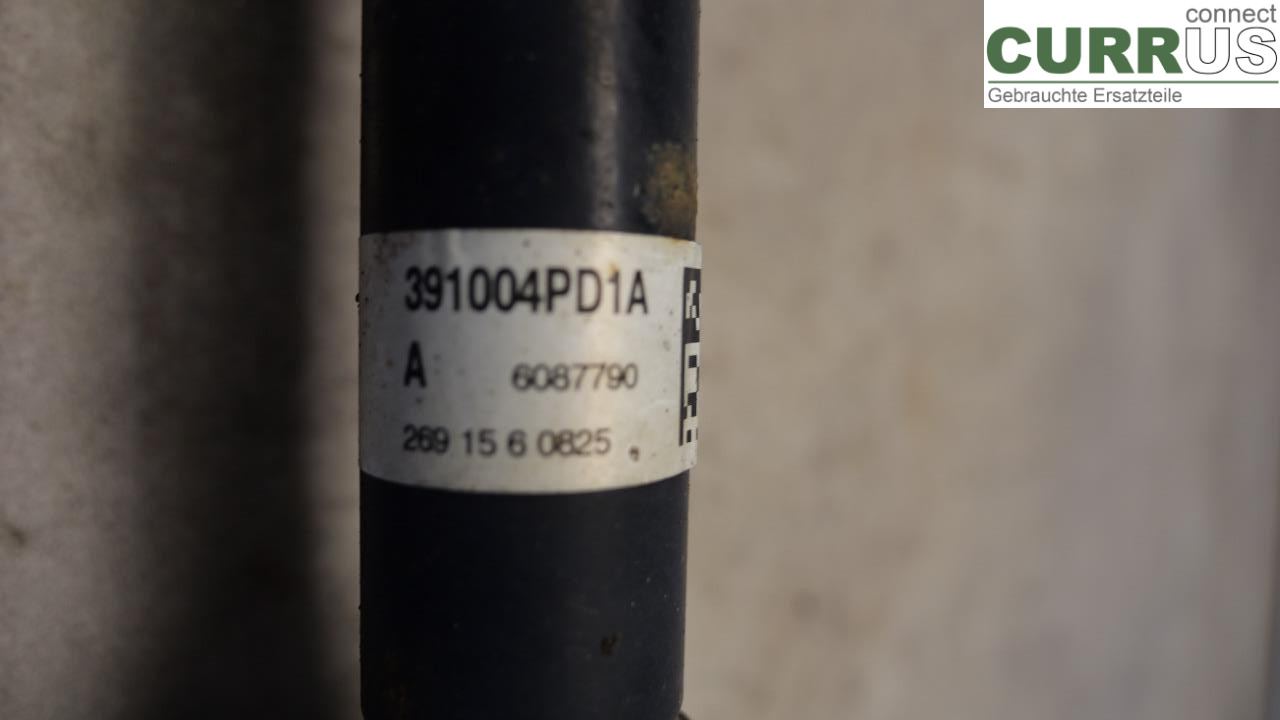 connect
CURRUS
Gebrauchte Ersatzteile
391004PD1A
A 6087790
269 15 6 0825